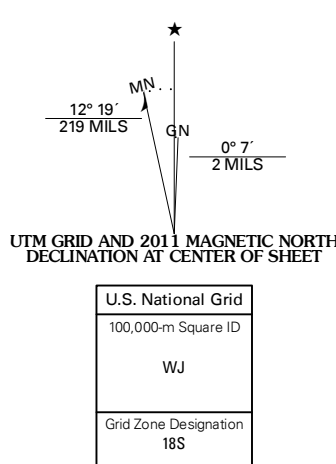 ★
MN
GN
12° 19´
219 MILS
0° 7´
2 MILS
UTM GRID AND 2011 MAGNETIC NORTH
DECLINATION AT CENTER OF SHEET
U.S. National Grid
100,000-m Square ID
WJ
Grid Zone Designation
18S